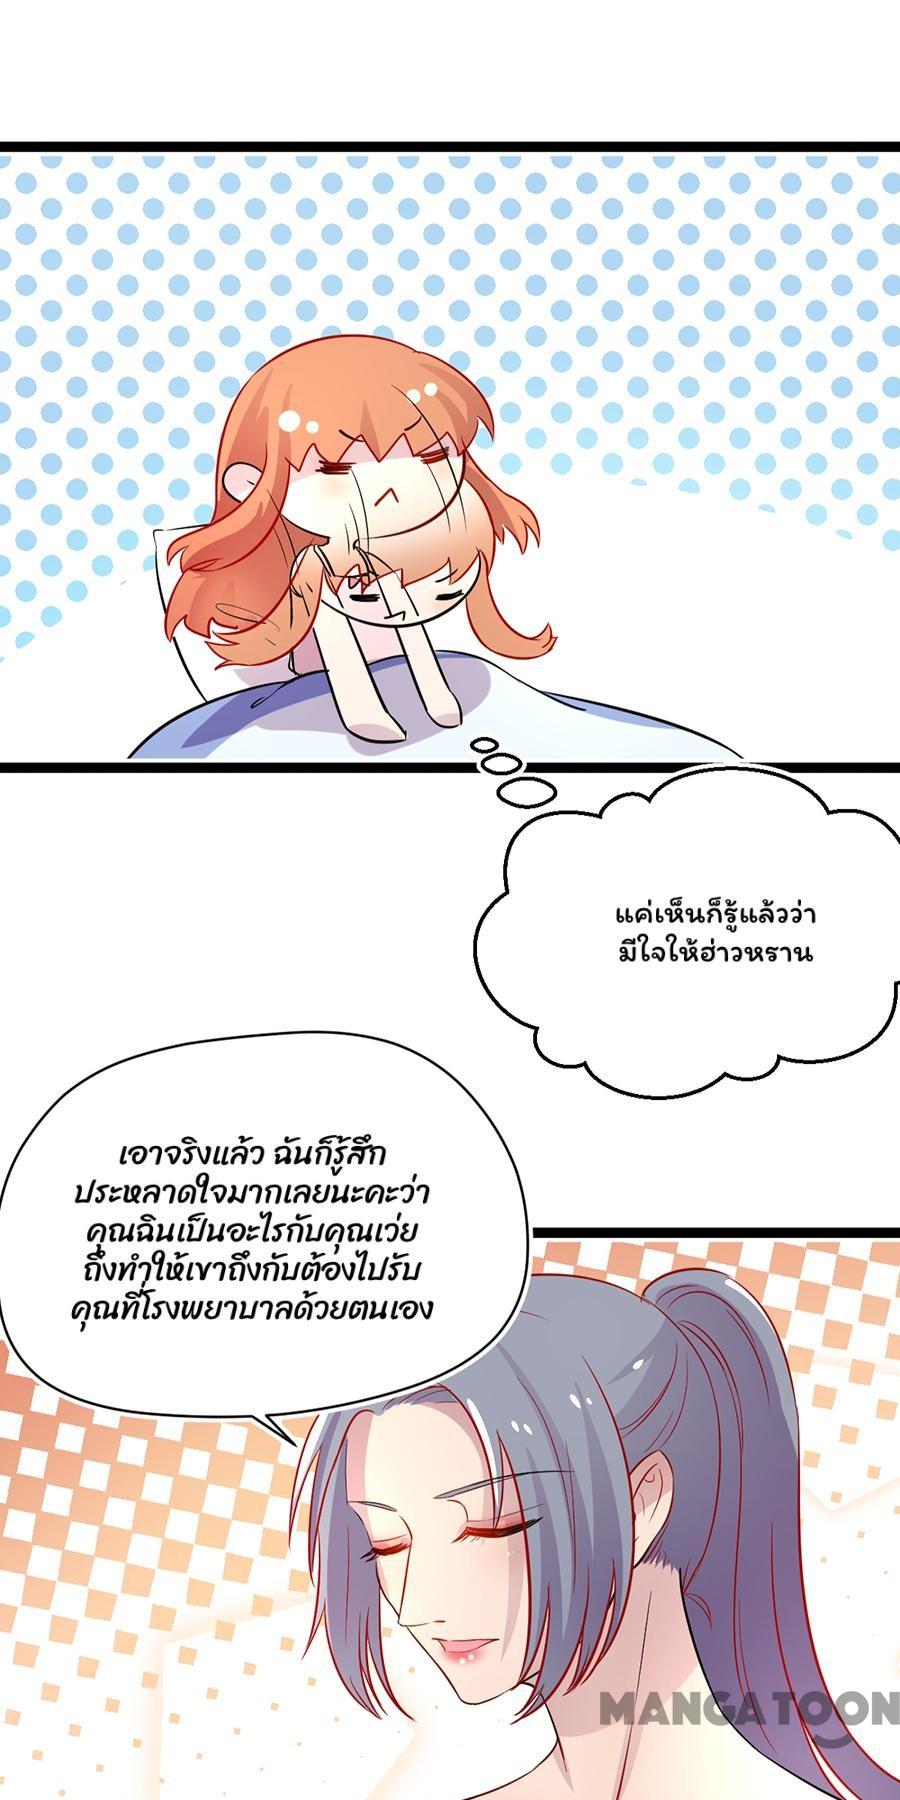 แค่เห็นก็รู้แล้วว่า
มีใจให้ฮ่าวหราน
เอาจริงแล้ว ฉันก็รู้สึก
ประหลาดใจมากเลยนะคะว่า
คุณฉินเป็นอะไรกับคุณเว่ย
ถึงทำให้เขาถึงกับต้องไปรับ
คุณที่โรงพยาบาลด้วยตนเอง
MANGATOON